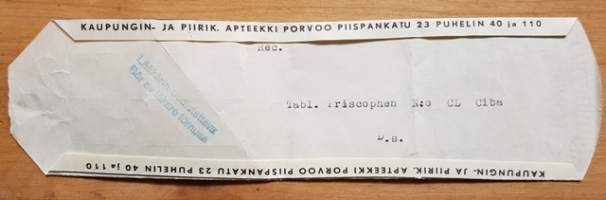 KAUPUNGIN- JA PIIRIK. APTEEKKI PORVOO PIISPANKATU 23 PUHELIN 40 ja 110
Rec.
Tabl. Priscophen N:o CL Ciba
D.s.
KAUPUNGIN- JA PIIRIK. APTEEKKI PORVOO PIISPANKATU 23 PUHELIN 40 ja 110